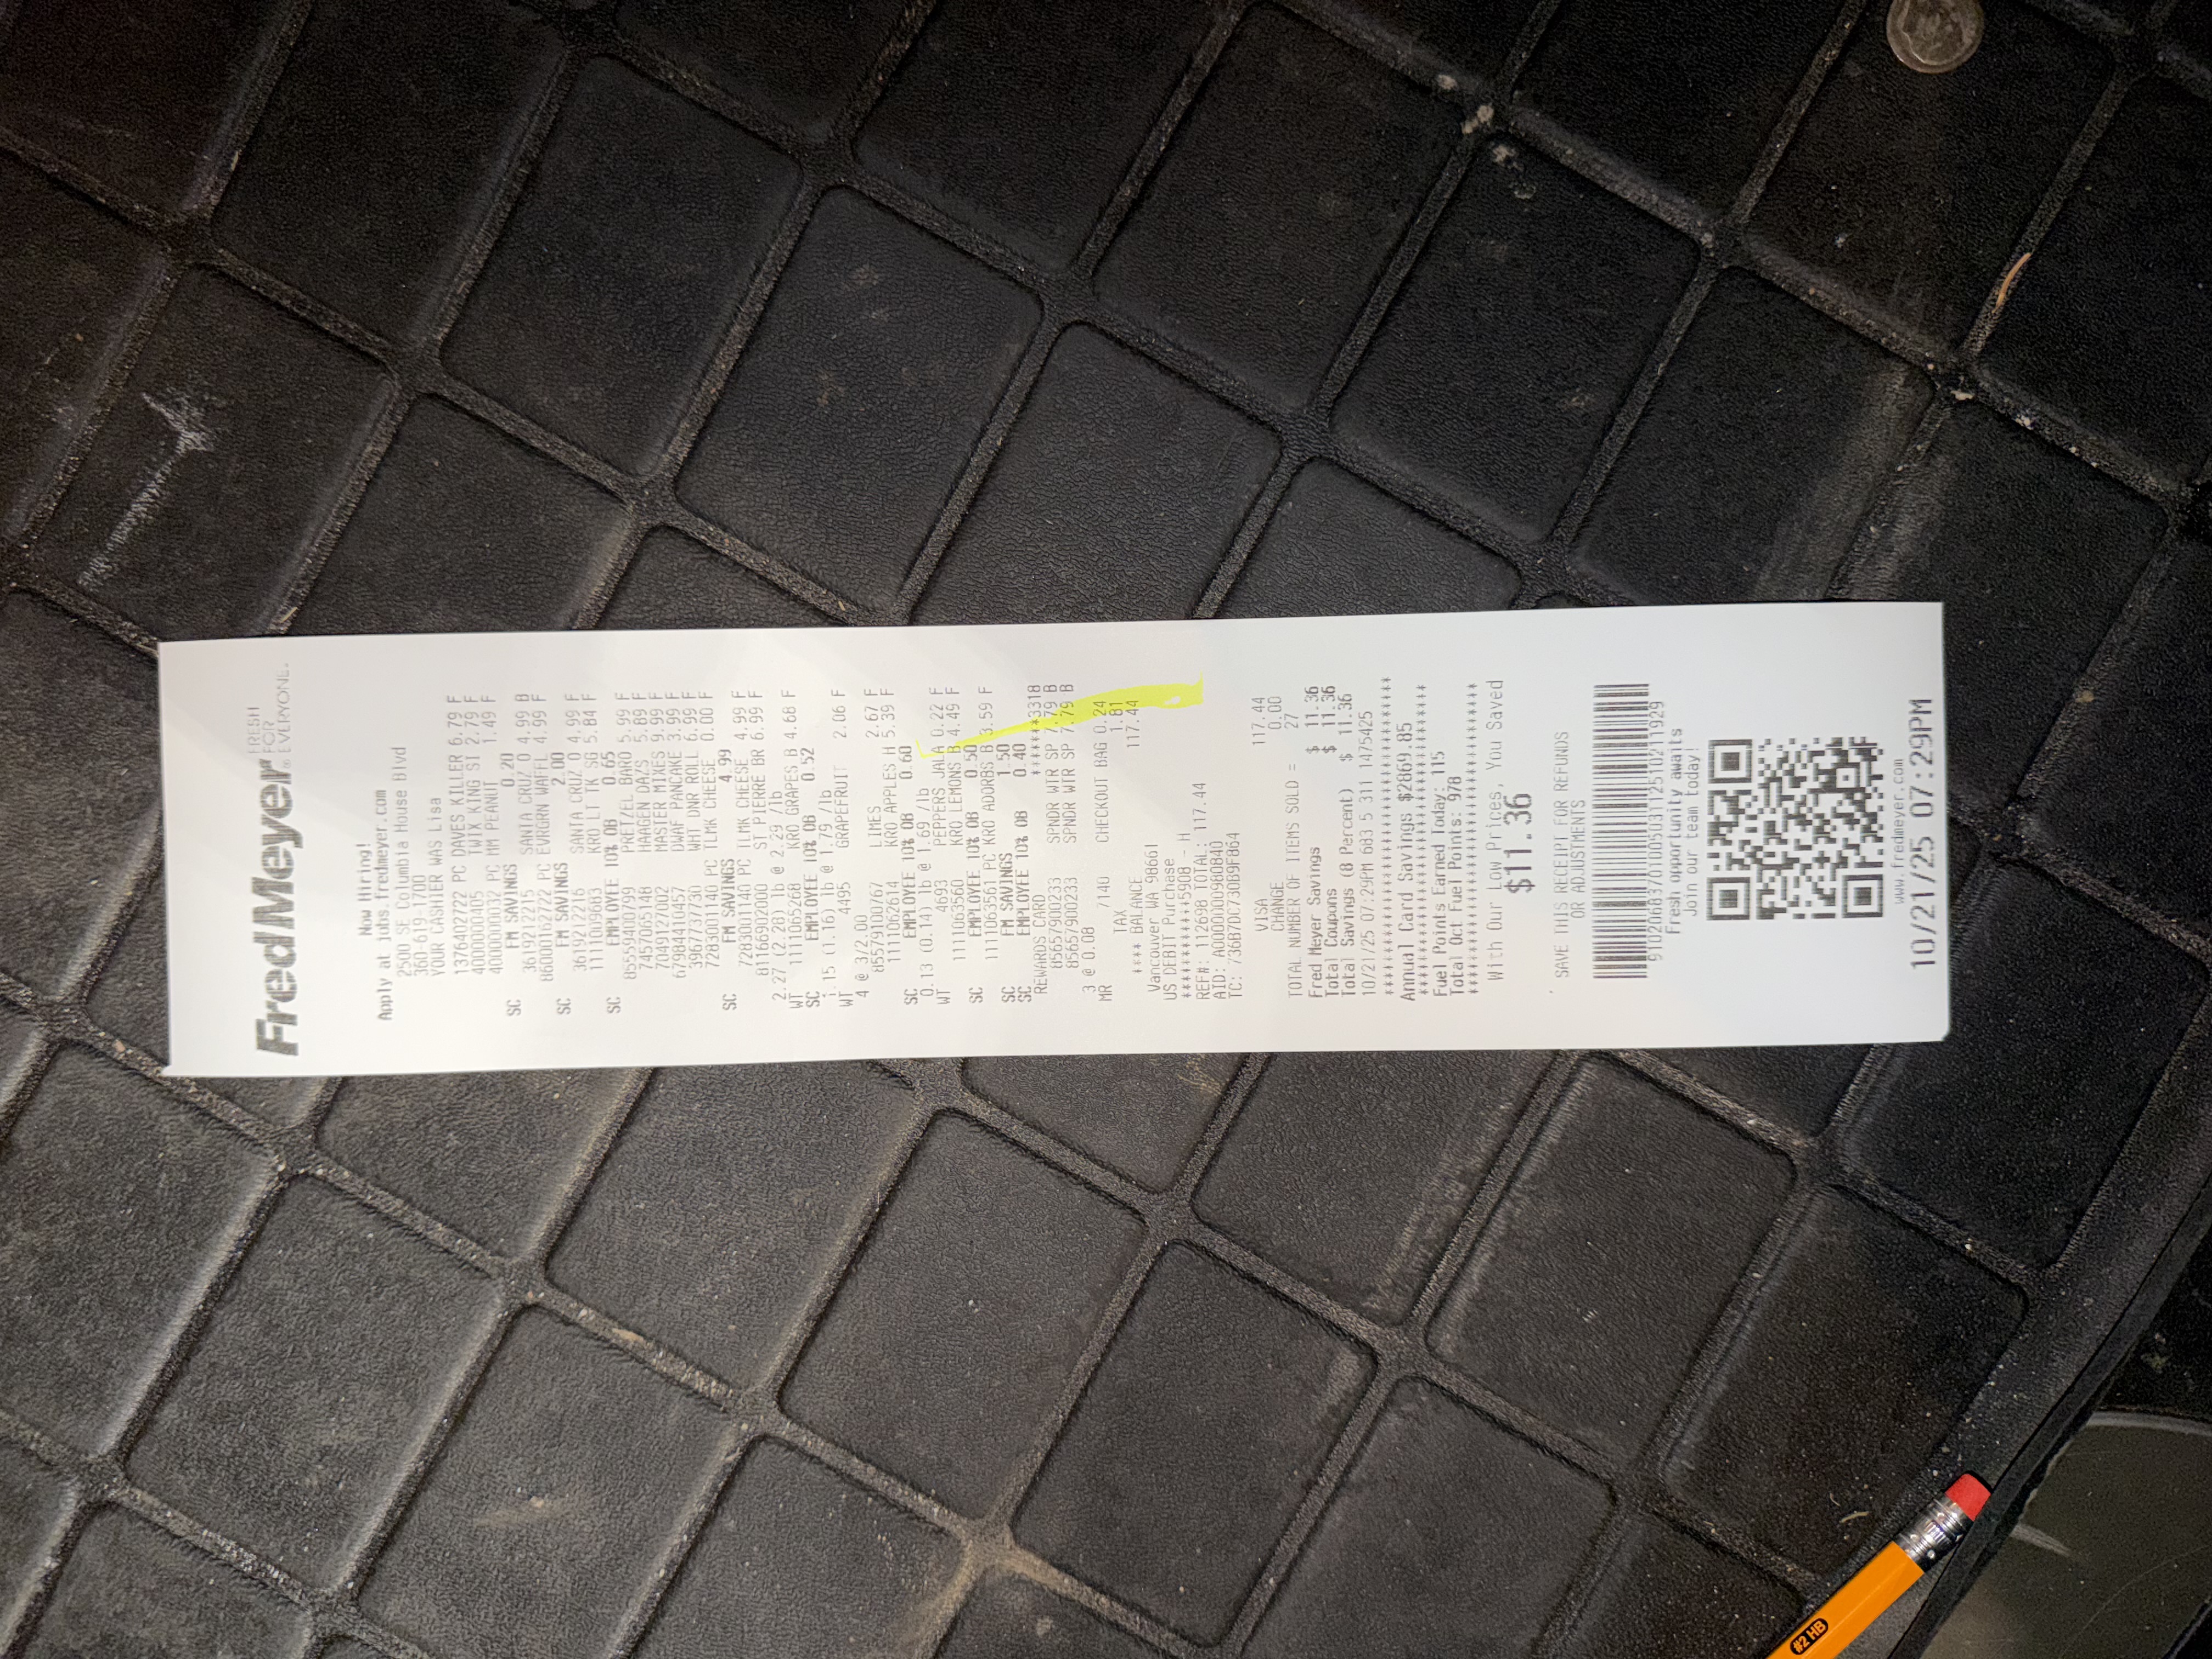 FredMeyer® FRESH
FOR
EVERYONE.
Now Hiring!
Apply at jobs.fredmeyer.com
2500 SE Columbia House Blvd
360-619-1700
YOUR CASHIER WAS Lisa
1376402722 PC DAVES KILLER 6.79 F
4000000405 TWIX KING SI 2.79 F
4000000032 PC MM PEANUT 1.49 F
SC FM SAVINGS 0.20
3619212215 SANTA CRUZ O 4.99 B
86000162722 PC EVRGRN WAFFL 4.99 F
SC FM SAVINGS 2.00
3619212216 SANTA CRUZ O 4.99 F
1111009683 KRO LT TK SG 5.84 F
SC EMPLOYEE 10% OB 0.65
85559400799 PRETZEL BARO 5.99 F
7457065148 HAAGEN DAZS 5.89 F
7049127002 MASTER MIXES 9.99 F
67984410457 DWAF PANCAKE 3.99 F
3967737730 WHT DNR ROLL 6.99 F
7283001140 PC TLMK CHEESE 0.00 F
SC FM SAVINGS 4.99
7283001140 PC TLMK CHEESE 4.99 F
81166902000 ST PIERRE BR 6.99 F
2.27 (2.28) lb @ 2.29 /lb
WT 1111065268 KRO GRAPES B 4.68 F
SC EMPLOYEE 10% OB 0.52
1.15 (1.16) lb @ 1.79 /lb
WT 4495 GRAPEFRUIT 2.06 F
4 @ 3/2.00
85579100767 LIMES 2.67 F
1111062614 KRO APPLES H 5.39 F
SC EMPLOYEE 10% OB 0.60
0.13 (0.14) lb @ 1.69 /lb
WT 4693 PEPPERS JALA 0.22 F
1111063560 KRO LEMONS B 4.49 F
SC EMPLOYEE 10% OB 0.50
1111063561 PC KRO ADORBS B 3.59 F
SC FM SAVINGS 1.50
SC EMPLOYEE 10% OB 0.40
REWARDS CARD *******3318
85657900233 SPNDR WTR SP 7.79 B
85657900233 SPNDR WTR SP 7.79 B
3 @ 0.08
MR 7140 CHECKOUT BAG 0.24
TAX 1.81
**** BALANCE 117.44
Vancouver WA 98661
US DEBIT Purchase
************5908 - H
REF#: 112698 TOTAL: 117.44
AID: A0000000980840
TC: 736B7DC730B9F864
VISA 117.44
CHANGE 0.00
TOTAL NUMBER OF ITEMS SOLD = 27
Fred Meyer Savings $ 11.36
Total Coupons $ 11.36
Total Savings (8 Percent) $ 11.36
10/21/25 07:29PM 683 5 311 1475425
**************************************
Annual Card Savings $2869.85
*************************************
Fuel Points Earned Today: 115
Total Oct Fuel Points: 978
*************************************
With Our Low Prices, You Saved
$11.36
SAVE THIS RECEIPT FOR REFUNDS
OR ADJUSTMENTS
9102068370100503112510211929
Fresh opportunity awaits
Join our team today!
www.fredmeyer.com
10/21/25 07:29PM
#2 HB